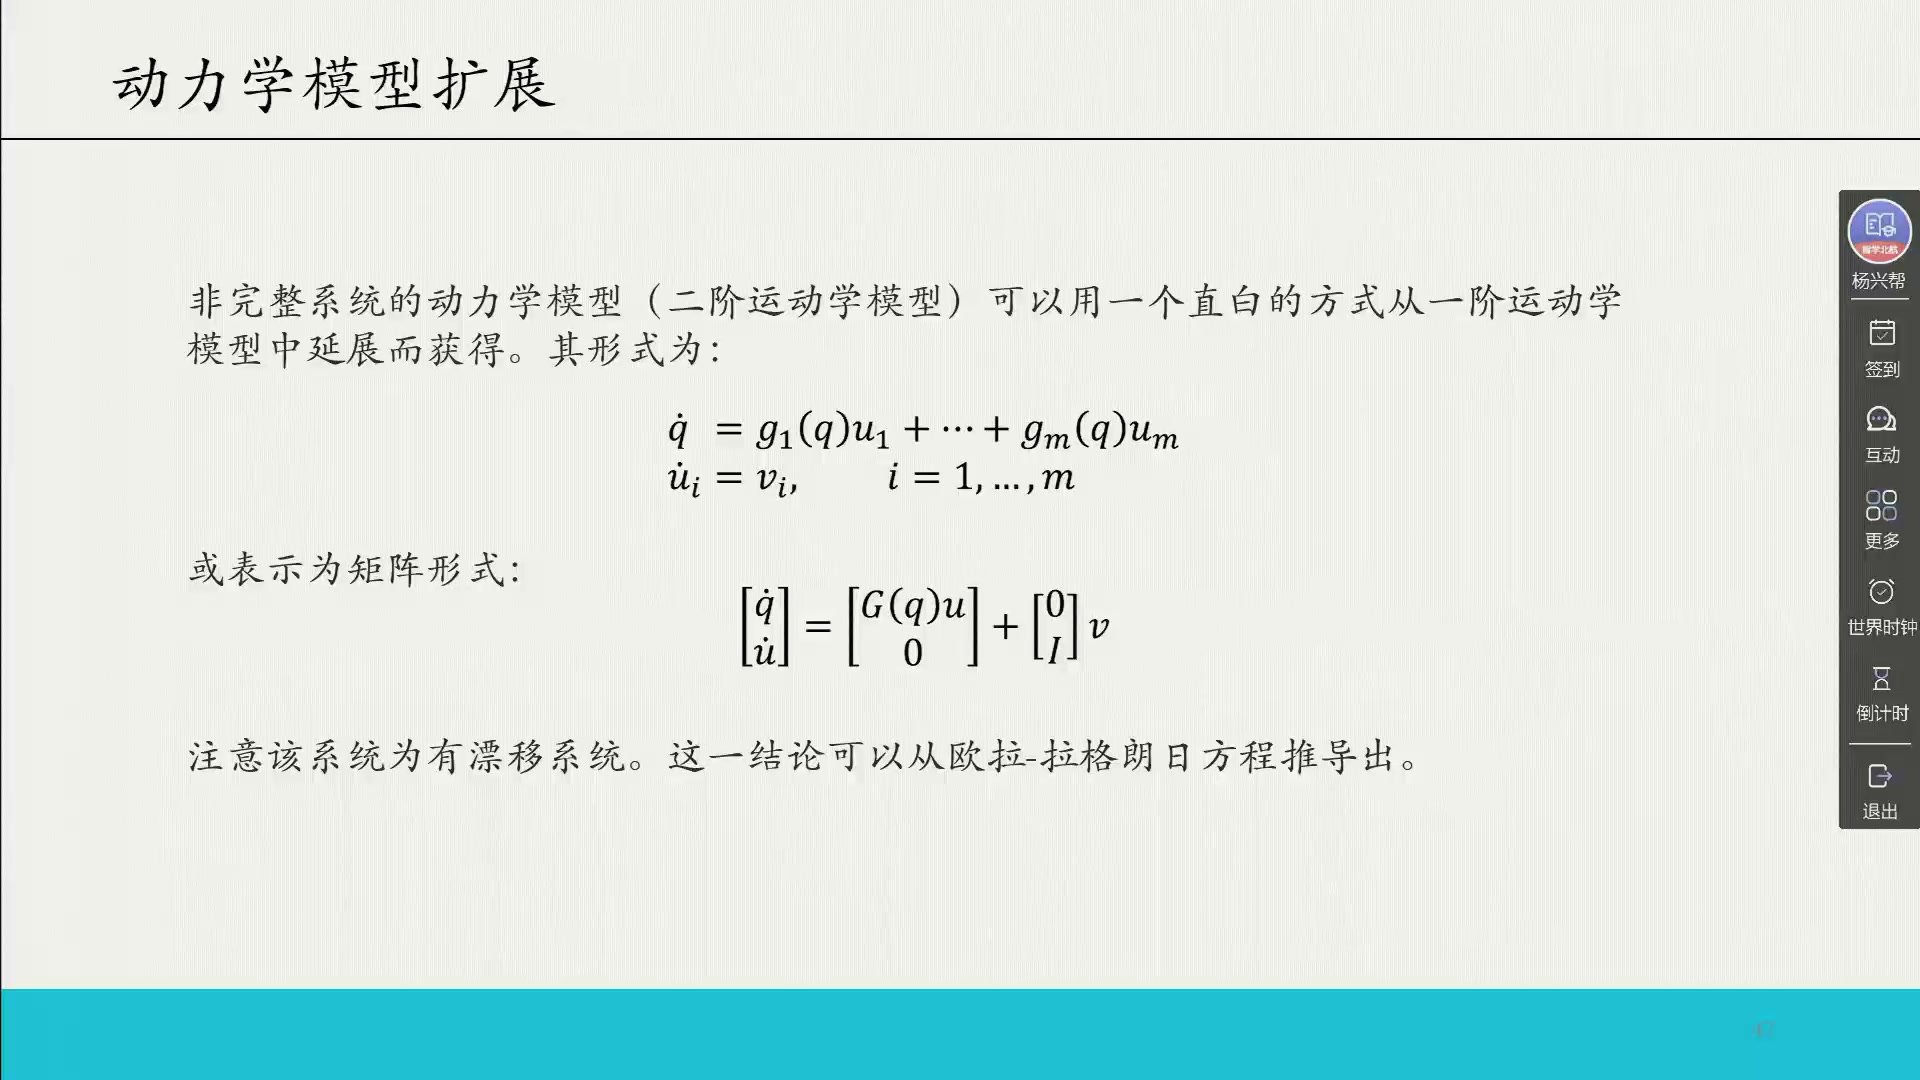 动力学模型扩展
非完整系统的动力学模型（二阶运动学模型）可以用一个直白的方式从一阶运动学
模型中延展而获得。其形式为：
q̇ = g₁(q)u₁ + ⋯ + gₘ(q)uₘ
u̇ᵢ = vᵢ, i = 1, … , m
或表示为矩阵形式：
[q̇ u̇] = [G(q)u 0] + [0 I] v
注意该系统为有漂移系统。这一结论可以从欧拉-拉格朗日方程推导出。
47
智学北航
杨兴帮
签到
互动
更多
世界时钟
倒计时
退出